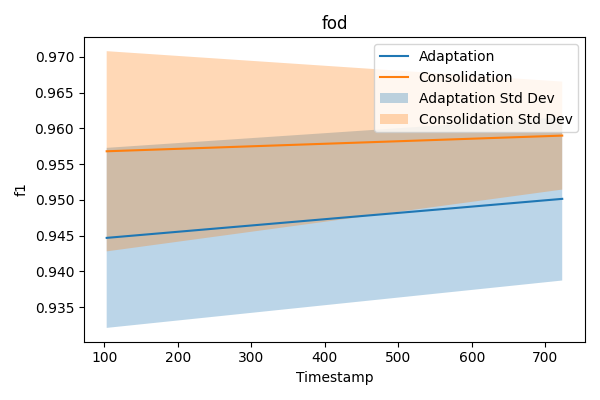 fod
Adaptation
Consolidation
Adaptation Std Dev
Consolidation Std Dev
0.970
0.965
0.960
0.955
0.950
0.945
0.940
0.935
f1
100 200 300 400 500 600 700
Timestamp